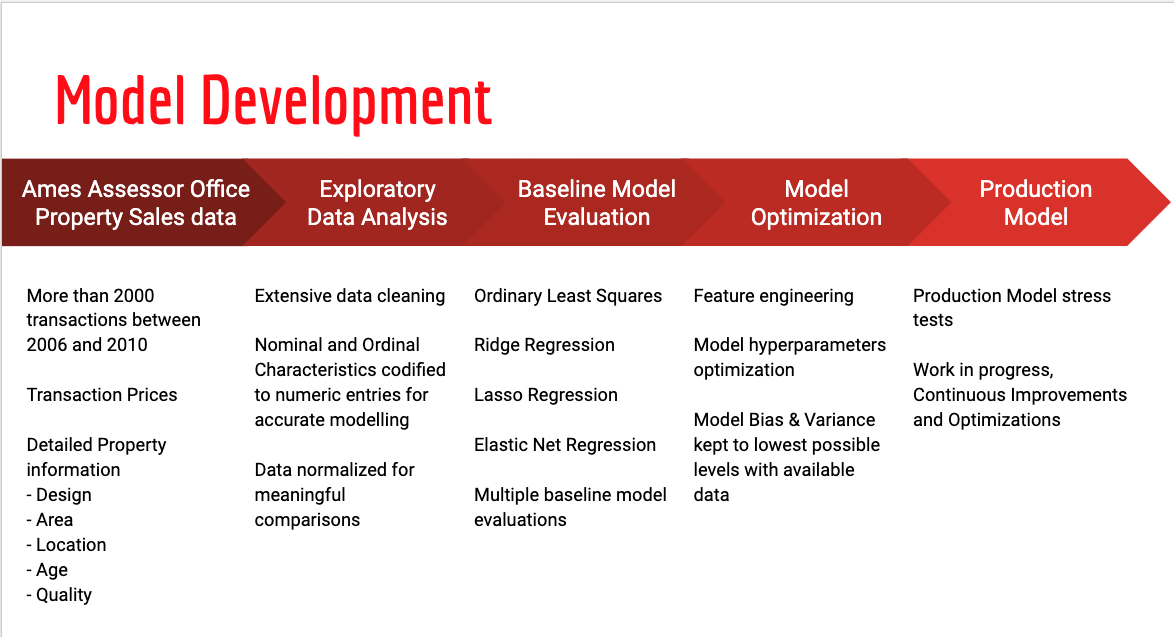 Model Development
Ames Assessor Office
Property Sales data
Exploratory
Data Analysis
Baseline Model
Evaluation
Model
Optimization
Production
Model
More than 2000
transactions between
2006 and 2010
Transaction Prices
Detailed Property
information
- Design
- Area
- Location
- Age
- Quality
Extensive data cleaning
Nominal and Ordinal
Characteristics codified
to numeric entries for
accurate modelling
Data normalized for
meaningful
comparisons
Ordinary Least Squares
Ridge Regression
Lasso Regression
Elastic Net Regression
Multiple baseline model
evaluations
Feature engineering
Model hyperparameters
optimization
Model Bias & Variance
kept to lowest possible
levels with available
data
Production Model stress
tests
Work in progress,
Continuous Improvements
and Optimizations